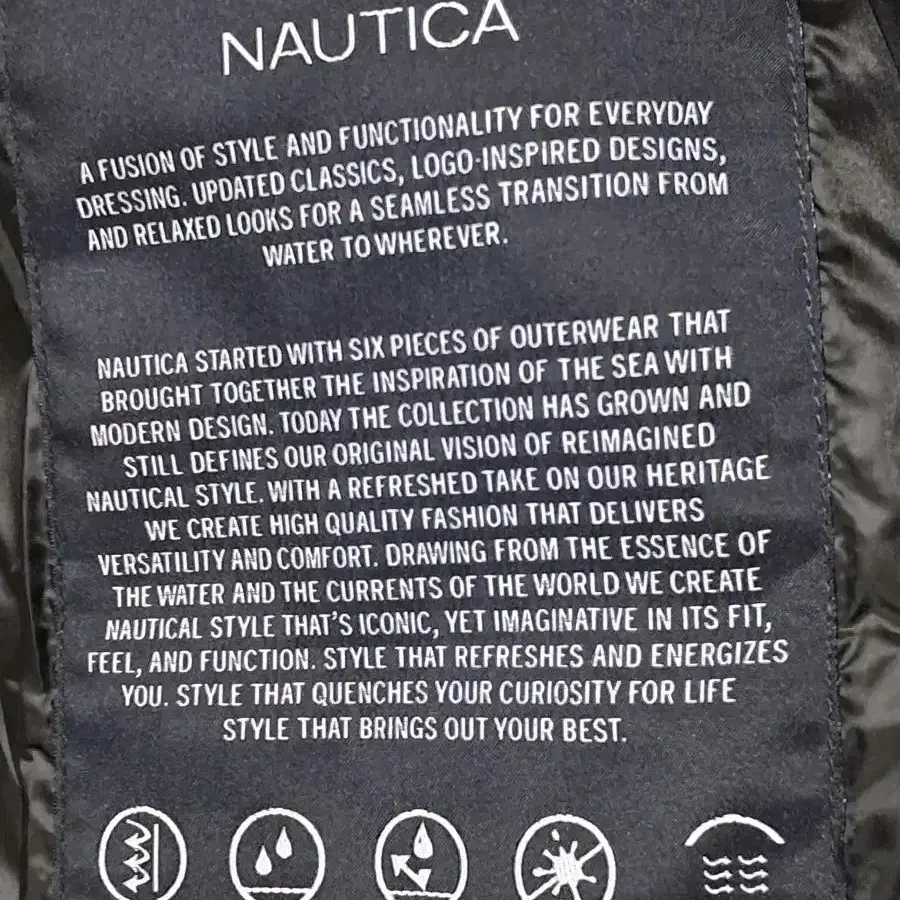 NAUTICA
A FUSION OF STYLE AND FUNCTIONALITY FOR EVERYDAY
DRESSING. UPDATED CLASSICS, LOGO-INSPIRED DESIGNS,
AND RELAXED LOOKS FOR A SEAMLESS TRANSITION FROM
WATER TO WHEREVER.
NAUTICA STARTED WITH SIX PIECES OF OUTERWEAR THAT
BROUGHT TOGETHER THE INSPIRATION OF THE SEA WITH
MODERN DESIGN. TODAY THE COLLECTION HAS GROWN AND
STILL DEFINES OUR ORIGINAL VISION OF REIMAGINED
NAUTICAL STYLE. WITH A REFRESHED TAKE ON OUR HERITAGE
WE CREATE HIGH QUALITY FASHION THAT DELIVERS
VERSATILITY AND COMFORT. DRAWING FROM THE ESSENCE OF
THE WATER AND THE CURRENTS OF THE WORLD WE CREATE
NAUTICAL STYLE THAT'S ICONIC, YET IMAGINATIVE IN ITS FIT,
FEEL, AND FUNCTION. STYLE THAT REFRESHES AND ENERGIZES
YOU. STYLE THAT QUENCHES YOUR CURIOSITY FOR LIFE
STYLE THAT BRINGS OUT YOUR BEST.